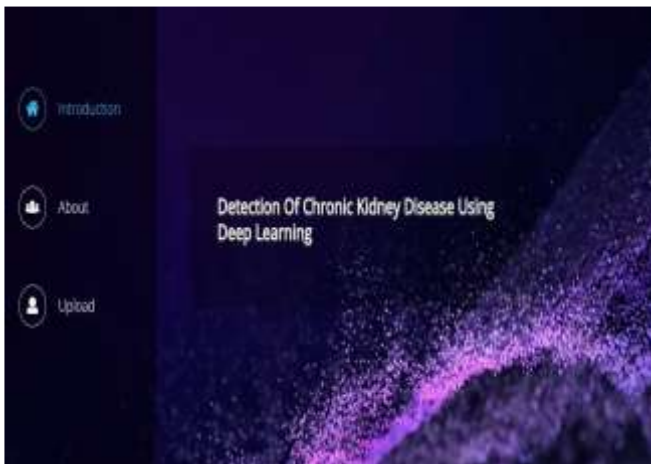 Introduction
About
Detection Of Chronic Kidney Disease Using
Deep Learning
Upload